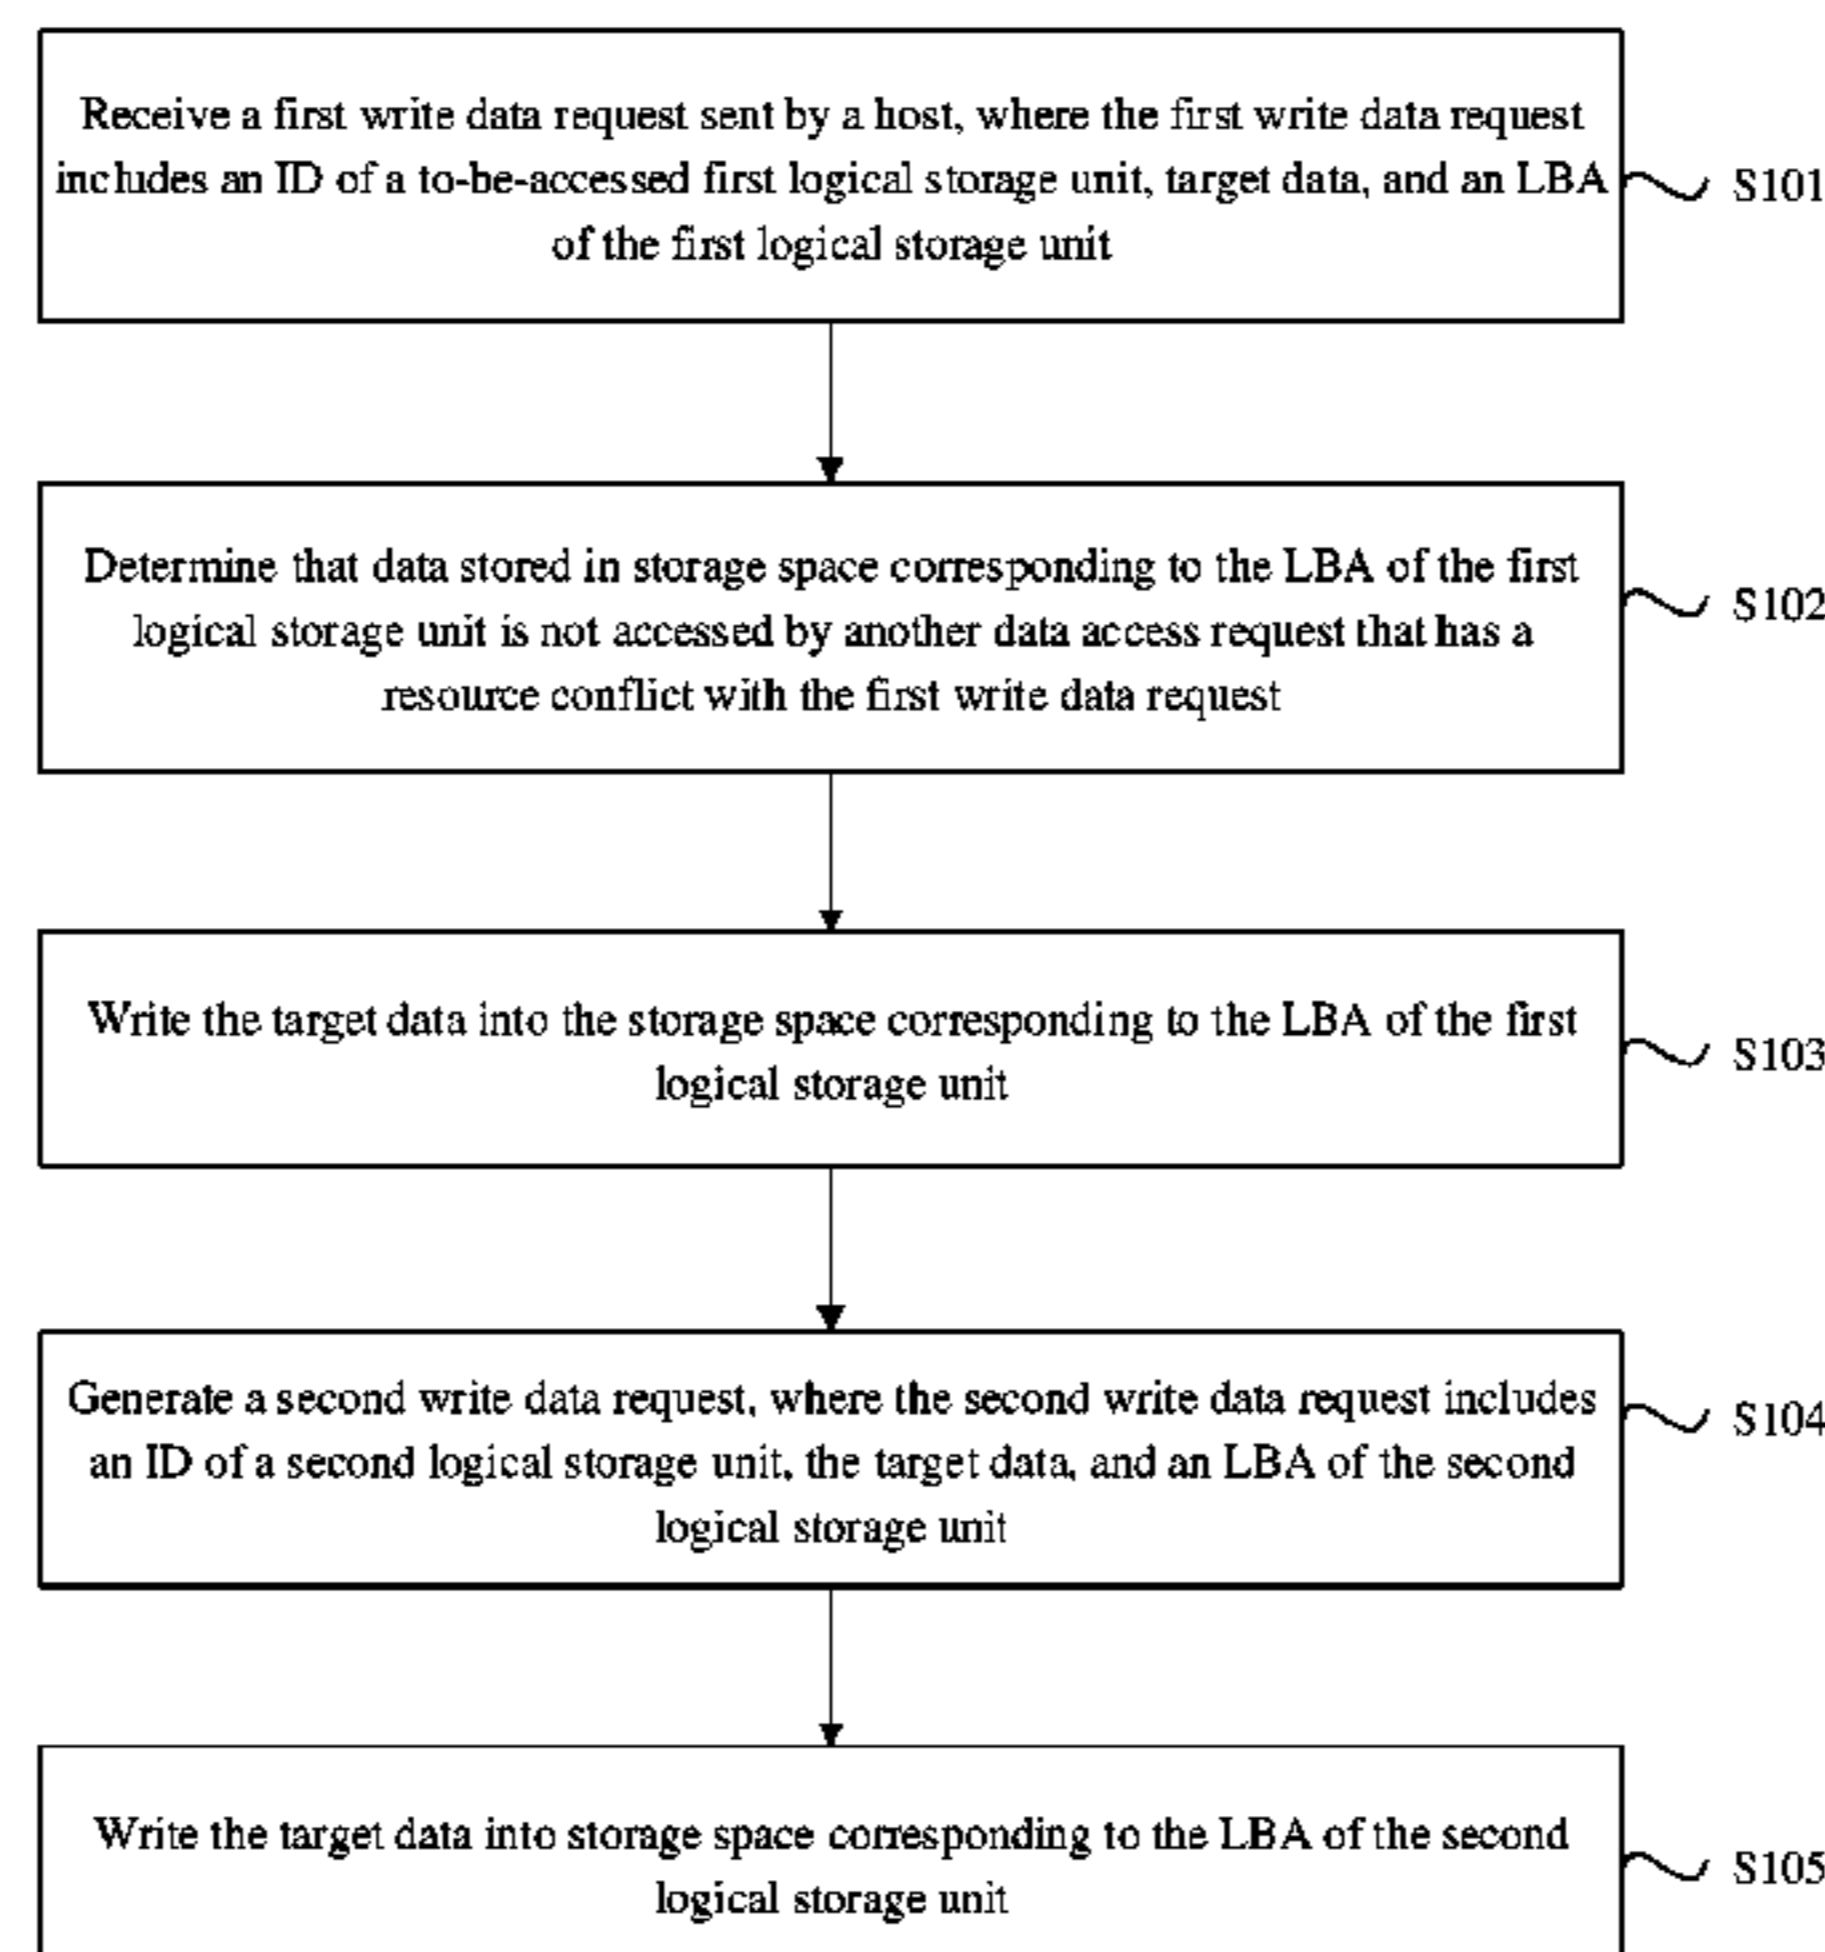 Receive a first write data request sent by a host, where the first write data request
includes an ID of a to-be-accessed first logical storage unit, target data, and an LBA
of the first logical storage unit
S101
Determine that data stored in storage space corresponding to the LBA of the first
logical storage unit is not accessed by another data access request that has a
resource conflict with the first write data request
S102
Write the target data into the storage space corresponding to the LBA of the first
logical storage unit
S103
Generate a second write data request, where the second write data request includes
an ID of a second logical storage unit, the target data, and an LBA of the second
logical storage unit
S104
Write the target data into storage space corresponding to the LBA of the second
logical storage unit
S105